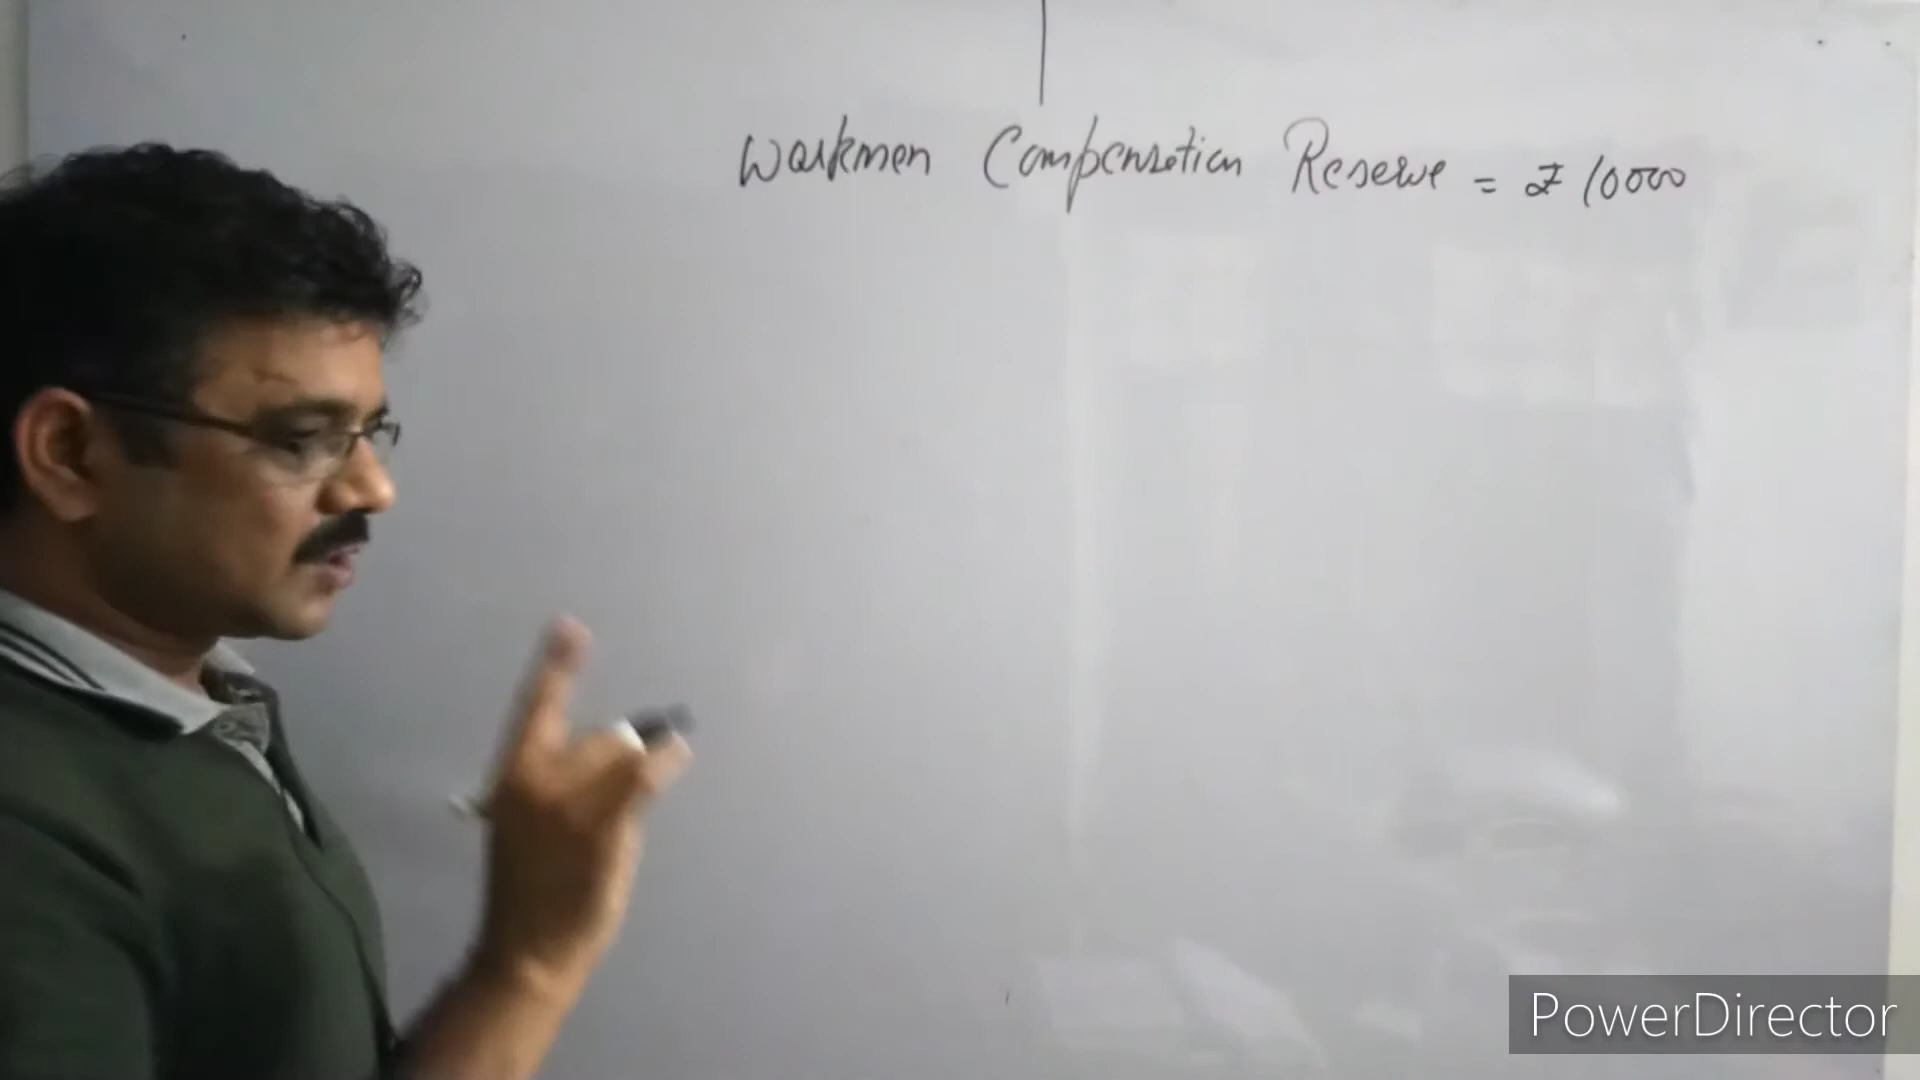 Workmen Compensation Reserve = ₹ 10000
PowerDirector